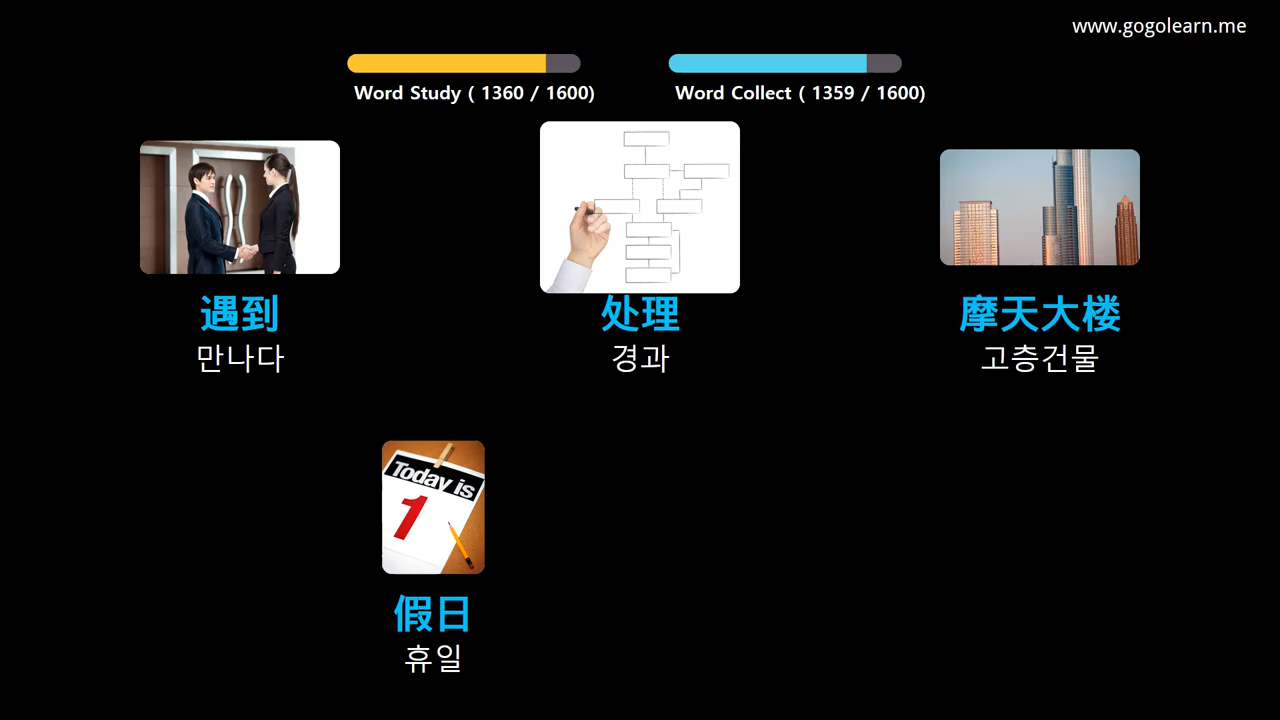 www.gogolearn.me
Word Study ( 1360 / 1600)
Word Collect ( 1359 / 1600)
遇到
만나다
处理
경과
摩天大楼
고층건물
Today is
1
假日
휴일